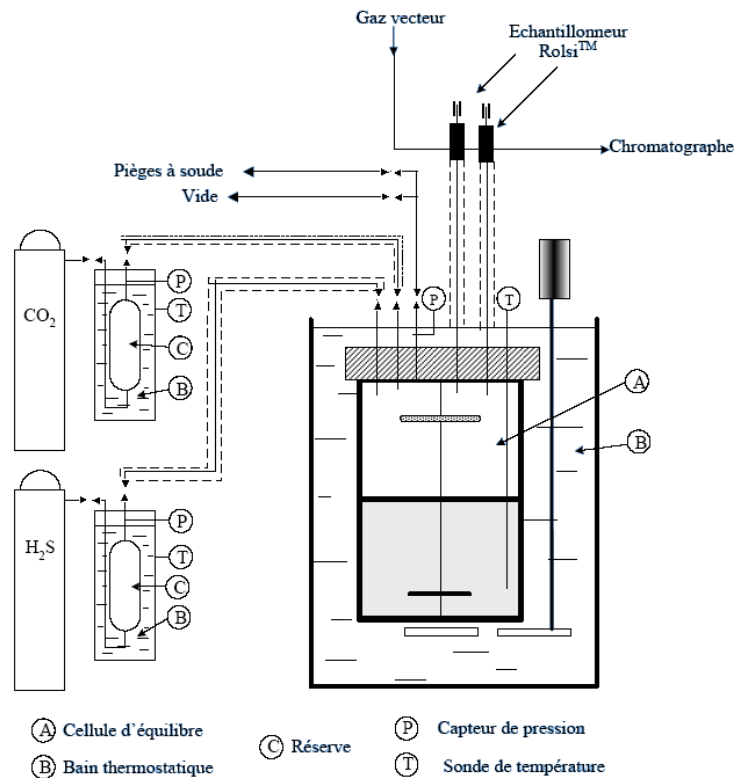 Gaz vecteur
Echantillonneur
Rolsi™
Chromatographe
Pièges à soude
Vide
P
T
CO₂
P
T
C
B
A
B
H₂S
P
T
C
B
A Cellule d'équilibre
C Réserve
P Capteur de pression
B Bain thermostatique
T Sonde de température